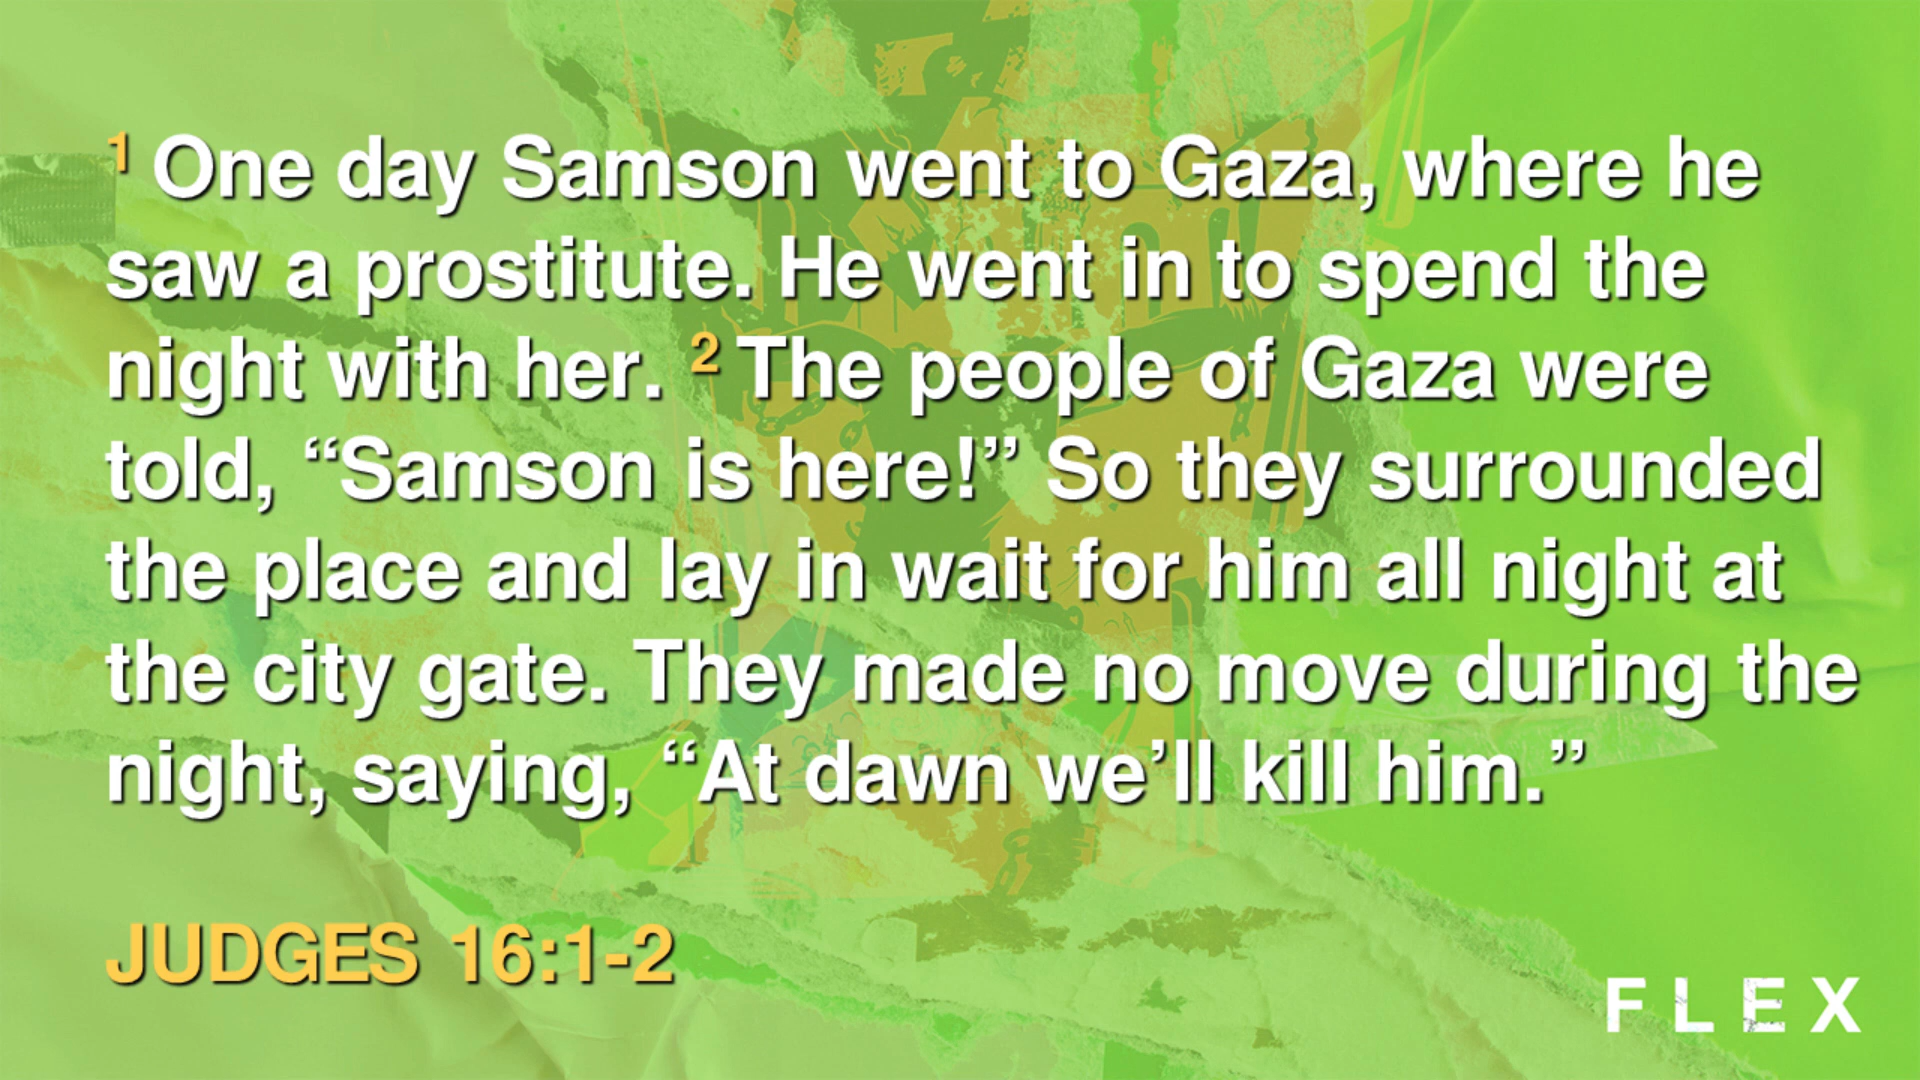 1 One day Samson went to Gaza, where he
saw a prostitute. He went in to spend the
night with her. 2 The people of Gaza were
told, “Samson is here!” So they surrounded
the place and lay in wait for him all night at
the city gate. They made no move during the
night, saying, “At dawn we’ll kill him.”
JUDGES 16:1-2
FLEX